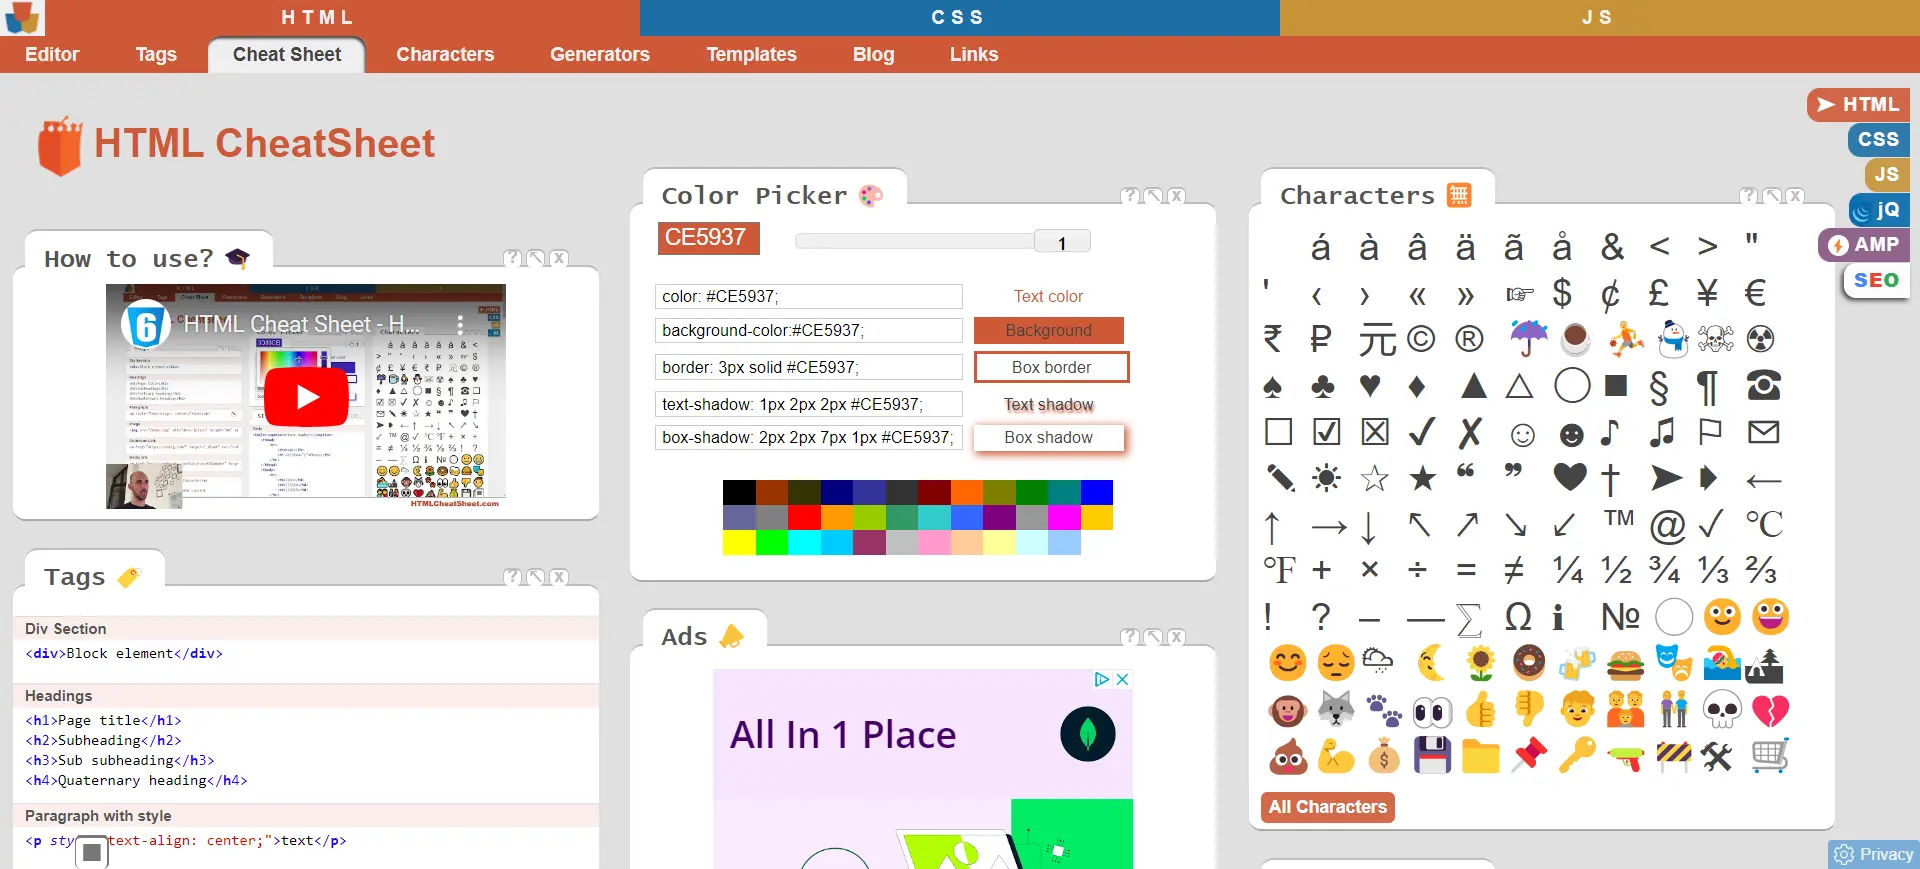 HTML
CSS
JS
Editor Tags Cheat Sheet Characters Generators Templates Blog Links
HTML CheatSheet
HTML
CSS
JS
jQ
AMP
SEO
How to use?
? x
6 HTML Cheat Sheet - H...
HTMLCheatSheet.com
Tags
? x
Div Section
<div>Block element</div>
Headings
<h1>Page title</h1>
<h2>Subheading</h2>
<h3>Sub subheading</h3>
<h4>Quaternary heading</h4>
Paragraph with style
<p sty text-align: center;">text</p>
Color Picker
? x
CE5937
1
color: #CE5937; Text color
background-color:#CE5937; Background
border: 3px solid #CE5937; Box border
text-shadow: 1px 2px 2px #CE5937; Text shadow
box-shadow: 2px 2px 7px 1px #CE5937; Box shadow
Ads
? x
All In 1 Place
Characters 🈚
? x
á à â ä ã å & < > "
' ‹ › « » ☞ $ ¢ £ ¥ €
₹ ₽ 元 © ® ☂ ☕ ⛹ ⛄ ☠ ☢
♠ ♣ ♥ ♦ ▲ △ ◯ ■ § ¶ ☎
☐ ☑ ☒ ✓ ✗ ☺ ☻ ♪ ♫ ⚐ ✉
✎ ☀ ☆ ★ ❝ ❞ ♥ † ➤ ➧ ←
↑ → ↓ ↖ ↗ ↘ ↙ ™ @ ✓ ℃
℉ + × ÷ = ≠ ¼ ½ ¾ ⅓ ⅔
! ? – — ∑ Ω ℹ № ◯ 🙂 😀
😊 😔 🌦 🌜 🌻 🍩 🍻 🍔 🎭 🏊 🏕
🐵 🐺 🐾 👀 👍 👎 👦 👪 👬 💀 💔
💩 💪 💰 💾 📁 📌 🔑 🔫 🚧 🛠 🛒
All Characters
Privacy